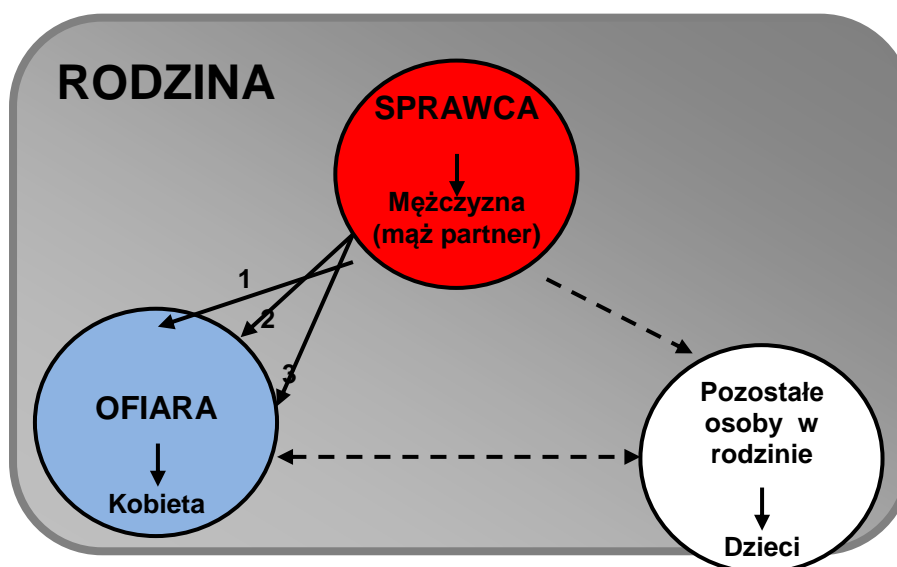 RODZINA
SPRAWCA
Mężczyzna
(mąż partner)
1
2
3
OFIARA
Kobieta
Pozostałe
osoby w
rodzinie
Dzieci